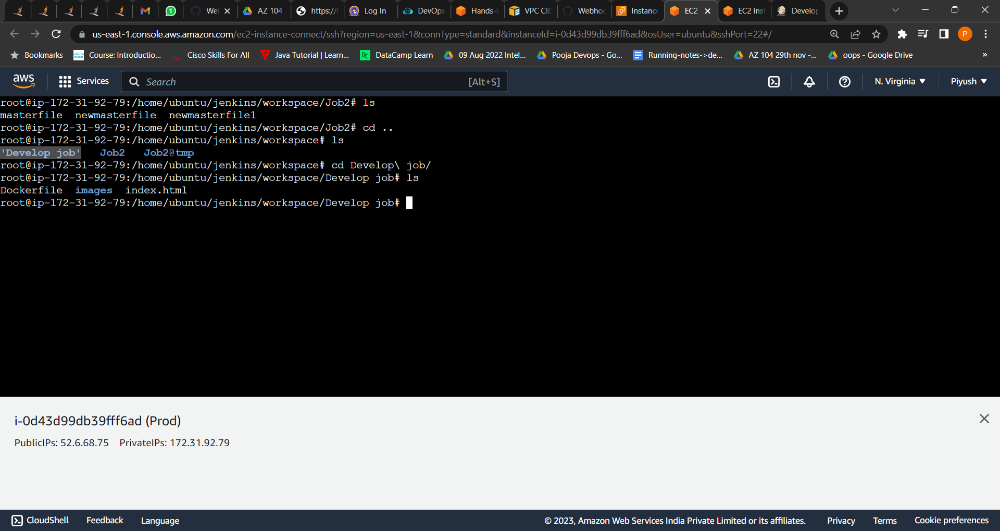 We
AZ 104
https://
Log In
DevOps
Hands-
VPC CID
Webho
Instance
EC2
EC2 Inst
Develop
us-east-1.console.aws.amazon.com/ec2-instance-connect/ssh?region=us-east-1&connType=standard&instanceId=i-0d43d99db39fff6ad&osUser=ubuntu&sshPort=22#/
P
Bookmarks
Course: Introductio...
Cisco Skills For All
Java Tutorial | Learn...
DataCamp Learn
09 Aug 2022 Intel...
Pooja Devops - Go...
Running-notes->de...
AZ 104 29th nov -...
oops - Google Drive
»
aws
Services
Search
[Alt+S]
N. Virginia
Piyush
root@ip-172-31-92-79:/home/ubuntu/jenkins/workspace/Job2# ls
masterfile newmasterfile newmasterfile1
root@ip-172-31-92-79:/home/ubuntu/jenkins/workspace/Job2# cd ..
root@ip-172-31-92-79:/home/ubuntu/jenkins/workspace# ls
'Develop job' Job2 Job2@tmp
root@ip-172-31-92-79:/home/ubuntu/jenkins/workspace# cd Develop\ job/
root@ip-172-31-92-79:/home/ubuntu/jenkins/workspace/Develop job# ls
Dockerfile images index.html
root@ip-172-31-92-79:/home/ubuntu/jenkins/workspace/Develop job#
i-0d43d99db39fff6ad (Prod)
PublicIPs: 52.6.68.75 PrivateIPs: 172.31.92.79
CloudShell
Feedback
Language
© 2023, Amazon Web Services India Private Limited or its affiliates.
Privacy
Terms
Cookie preferences